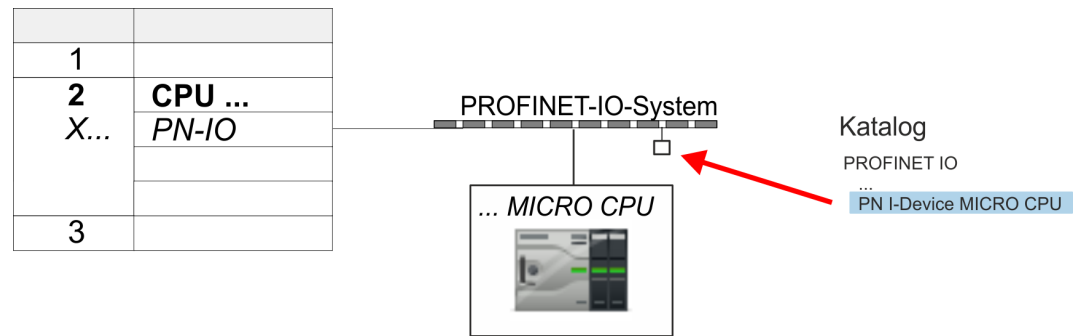 1
2 CPU ...
X... PN-IO
3
PROFINET-IO-System
... MICRO CPU
Katalog
PROFINET IO
...
PN I-Device MICRO CPU